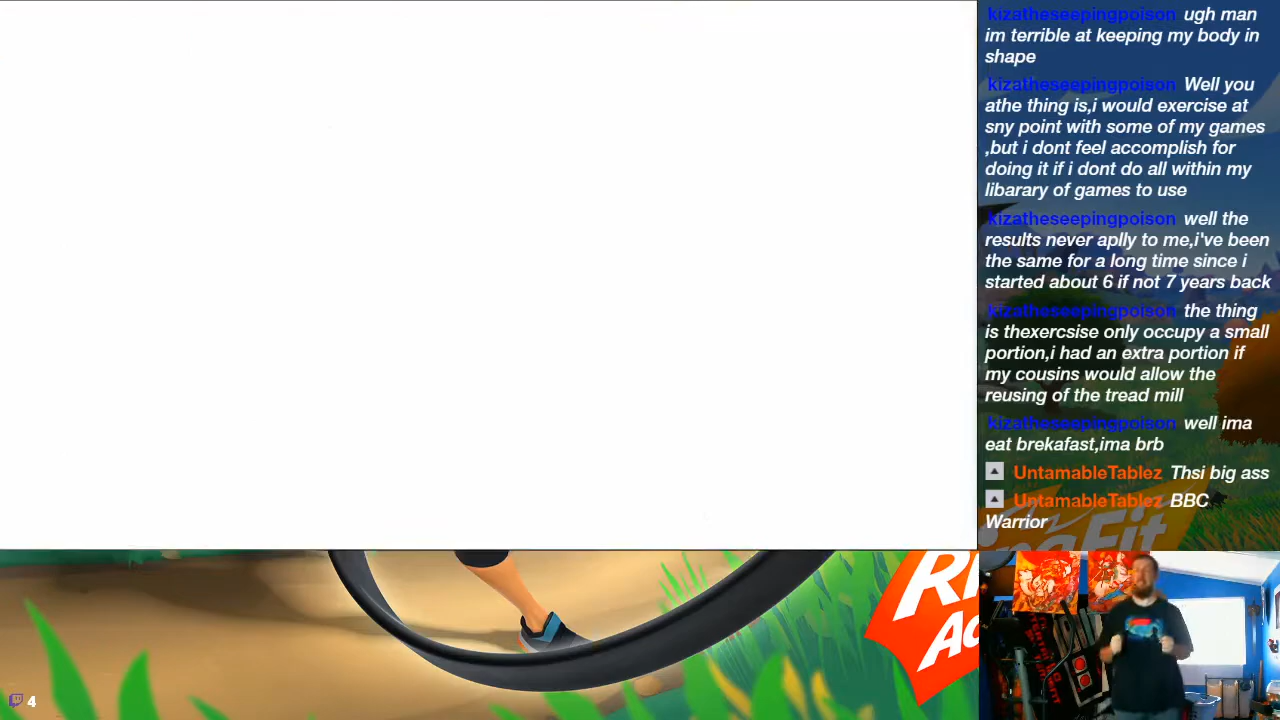 kizatheseepingpoison ugh man
im terrible at keeping my body in
shape
kizatheseepingpoison Well you
athe thing is,i would exercise at
sny point with some of my games
,but i dont feel accomplish for
doing it if i dont do all within my
libarary of games to use
kizatheseepingpoison well the
results never aplly to me,i've been
the same for a long time since i
started about 6 if not 7 years back
kizatheseepingpoison the thing
is thexercsise only occupy a small
portion,i had an extra portion if
my cousins would allow the
reusing of the tread mill
kizatheseepingpoison well ima
eat brekafast,ima brb
UntamableTablez Thsi big ass
UntamableTablez BBC
Warrior
4